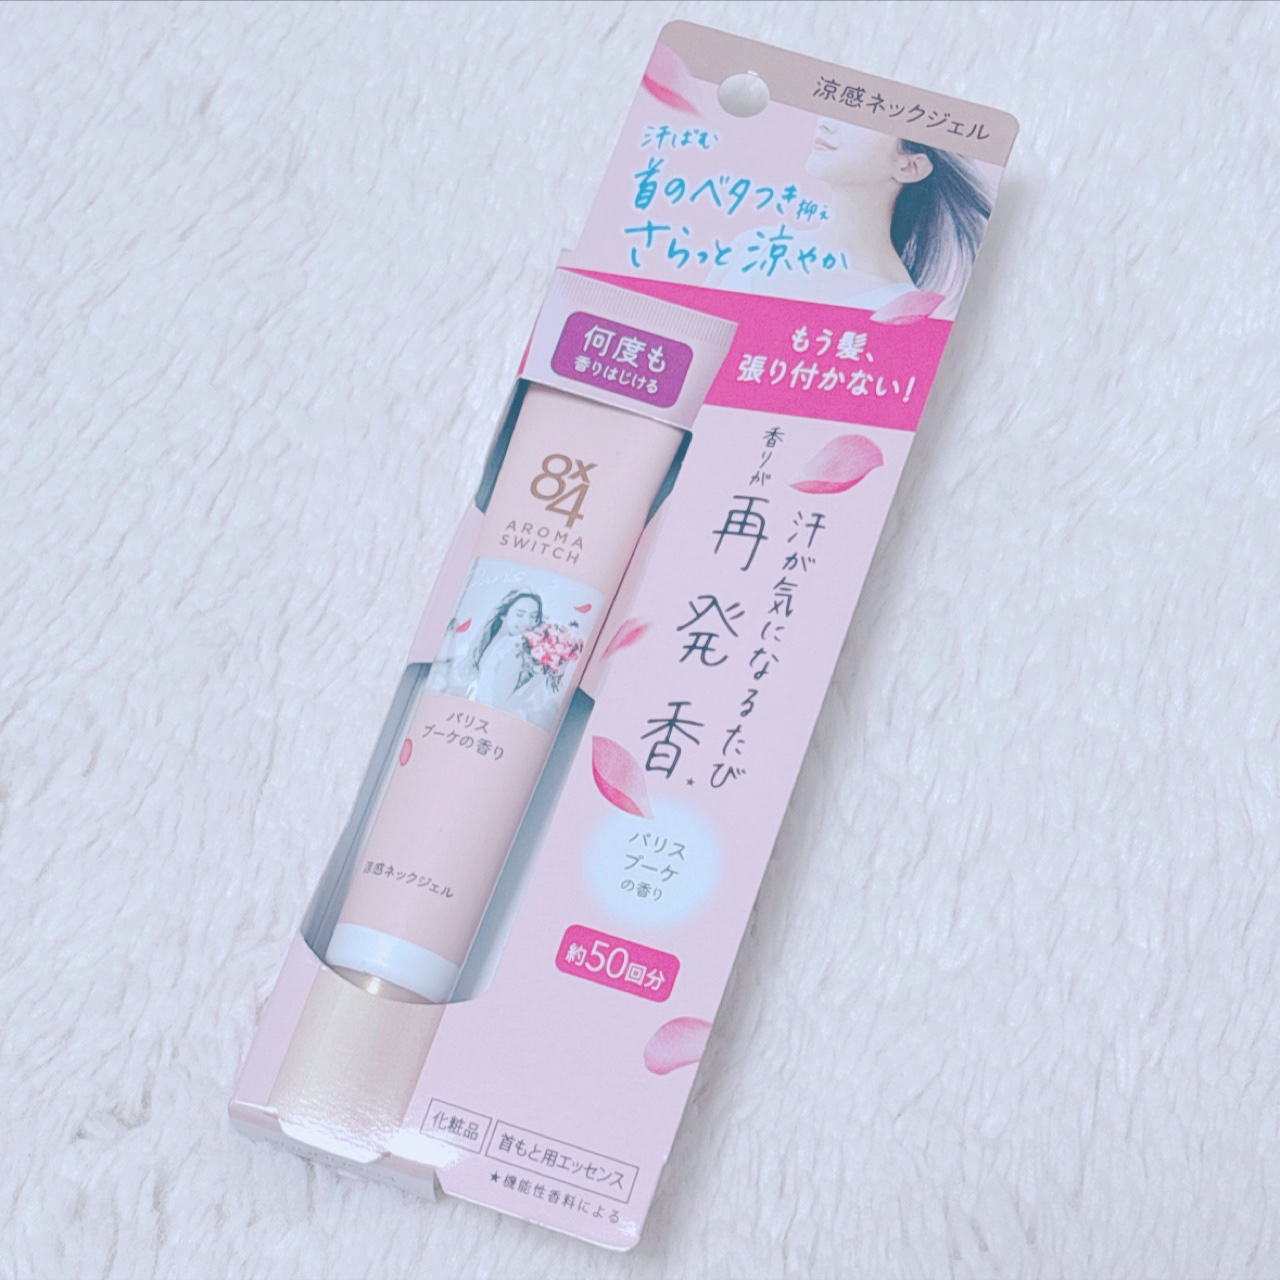 涼感ネックジェル
汗ばむ
首のベタつき抑え
さらっと涼やか
もう髪、
張り付かない!
何度も
香りはじける
8x4
AROMA
SWITCH
パリス
ブーケの香り
涼感ネックジェル
汗が気になるたび
香りが
再発香★
パリス
ブーケ
の香り
約50回分
化粧品
首もと用エッセンス
★機能性香料による